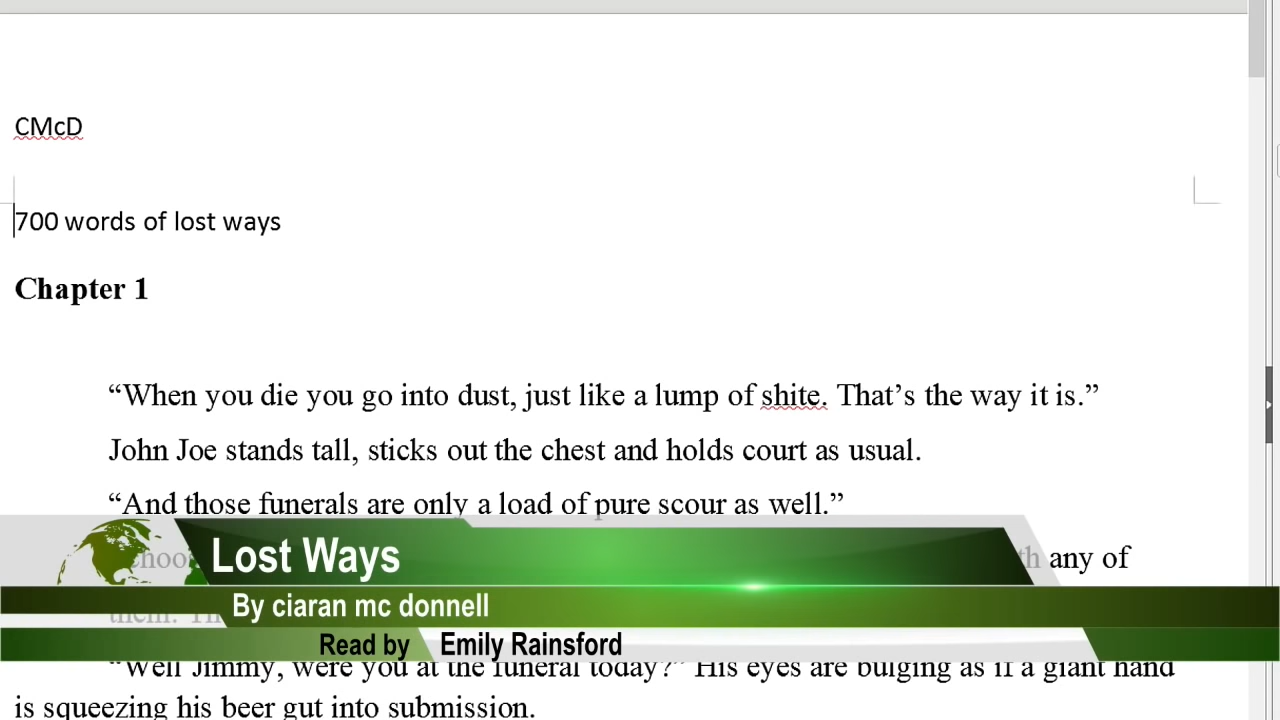 CMcD
700 words of lost ways
Chapter 1
“When you die you go into dust, just like a lump of shite. That’s the way it is.”
John Joe stands tall, sticks out the chest and holds court as usual.
“And those funerals are only a load of pure scour as well.”
any of
Lost Ways
By ciaran mc donnell
Read by Emily Rainsford
“Well Jimmy, were you at the funeral today?” His eyes are bulging as if a giant hand
is squeezing his beer gut into submission.